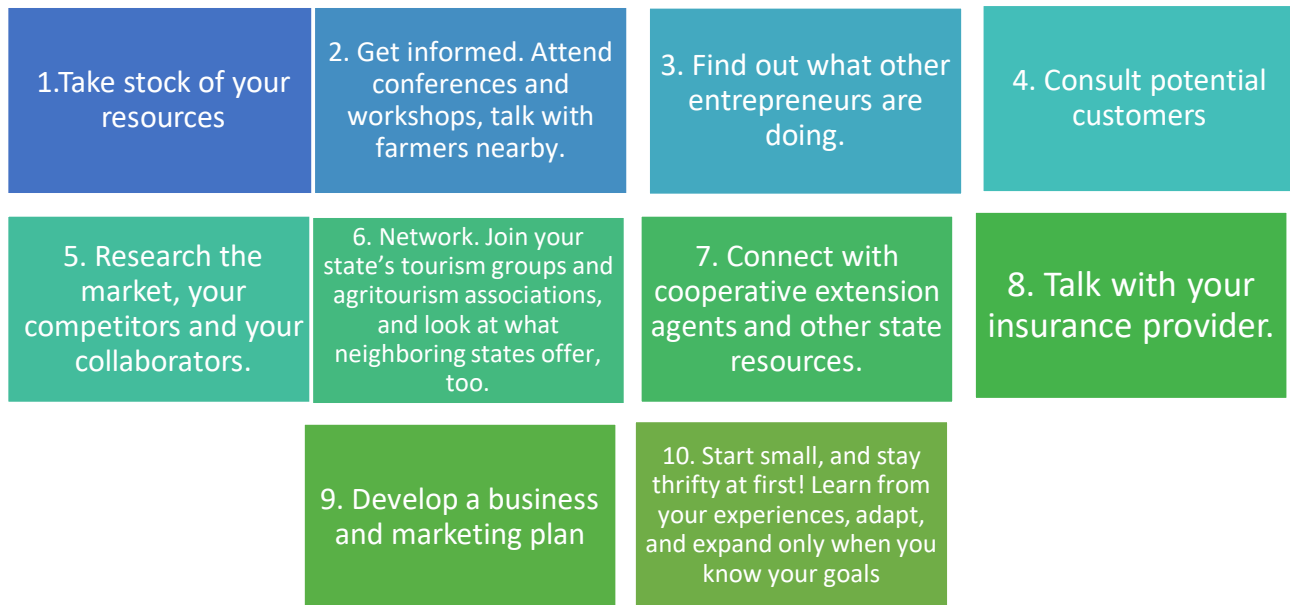 1.Take stock of your
resources
2. Get informed. Attend
conferences and
workshops, talk with
farmers nearby.
3. Find out what other
entrepreneurs are
doing.
4. Consult potential
customers
5. Research the
market, your
competitors and your
collaborators.
6. Network. Join your
state’s tourism groups and
agritourism associations,
and look at what
neighboring states offer,
too.
7. Connect with
cooperative extension
agents and other state
resources.
8. Talk with your
insurance provider.
9. Develop a business
and marketing plan
10. Start small, and stay
thrifty at first! Learn from
your experiences, adapt,
and expand only when you
know your goals